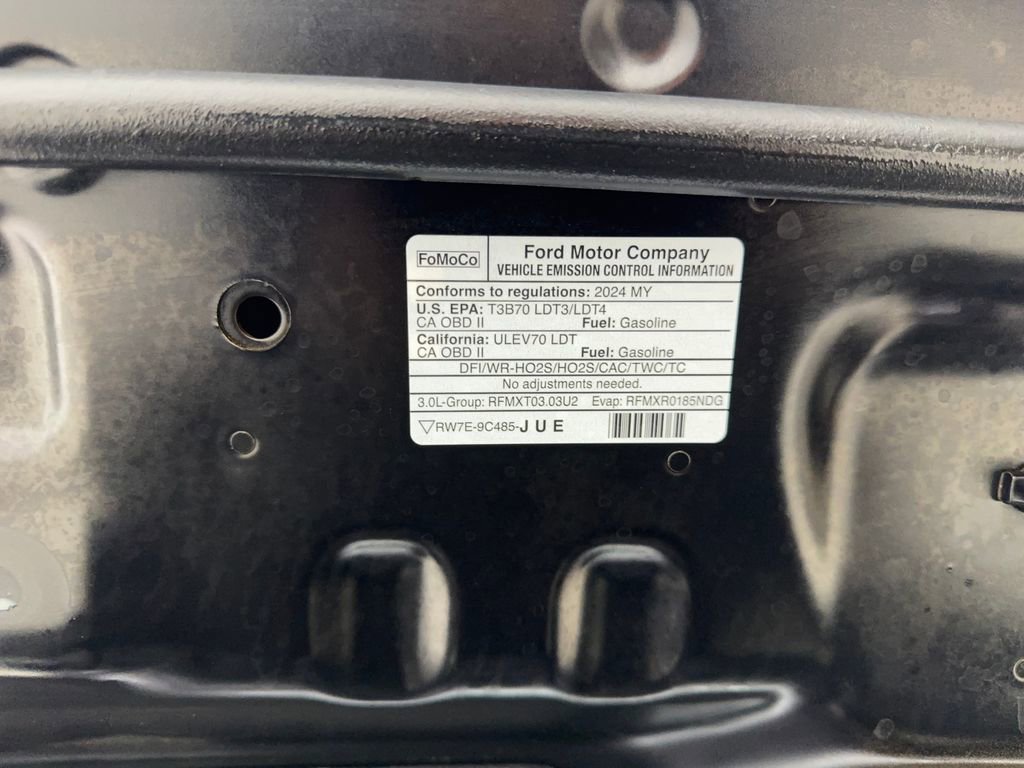 FoMoCo
Ford Motor Company
VEHICLE EMISSION CONTROL INFORMATION
Conforms to regulations: 2024 MY
U.S. EPA: T3B70 LDT3/LDT4
CA OBD II Fuel: Gasoline
California: ULEV70 LDT
CA OBD II Fuel: Gasoline
DFI/WR-HO2S/HO2S/CAC/TWC/TC
No adjustments needed.
3.0L-Group: RFMXT03.03U2 Evap: RFMXR0185NDG
RW7E-9C485-JUE